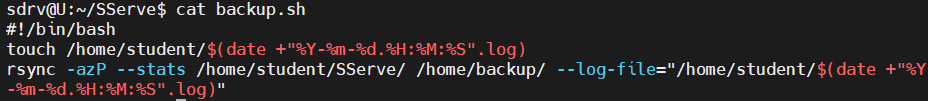 sdrv@U:~/SServe$ cat backup.sh
#!/bin/bash
touch /home/student/$(date +"%Y-%m-%d.%H:%M:%S".log)
rsync -azP --stats /home/student/SServe/ /home/backup/ --log-file="/home/student/$(date +"%Y
-%m-%d.%H:%M:%S".log)"